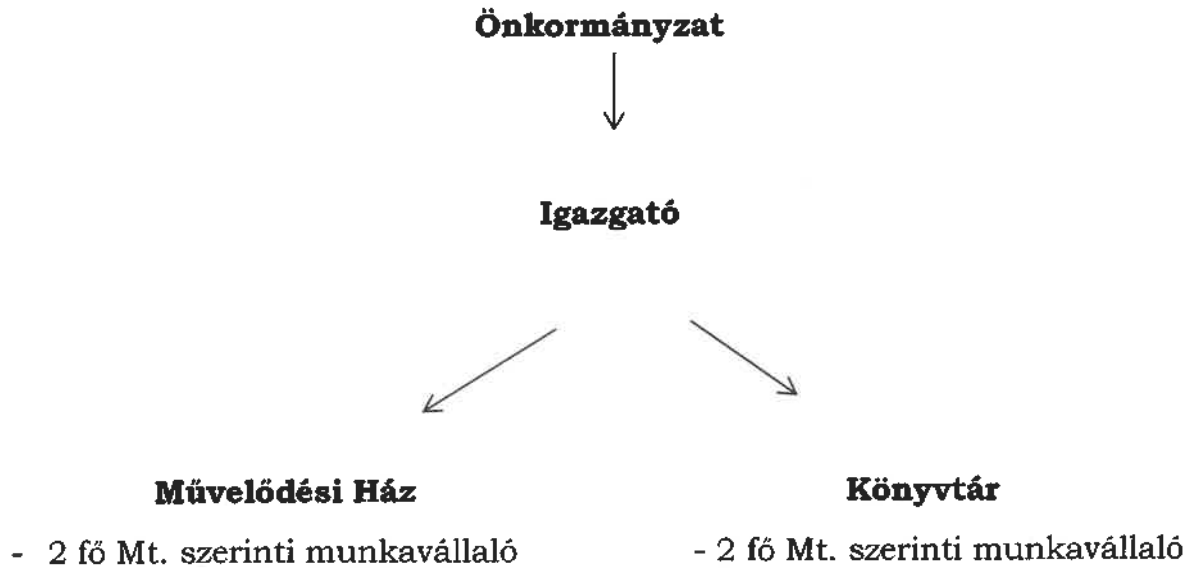 Önkormányzat
Igazgató
Művelődési Ház
- 2 fő Mt. szerinti munkavállaló
Könyvtár
- 2 fő Mt. szerinti munkavállaló